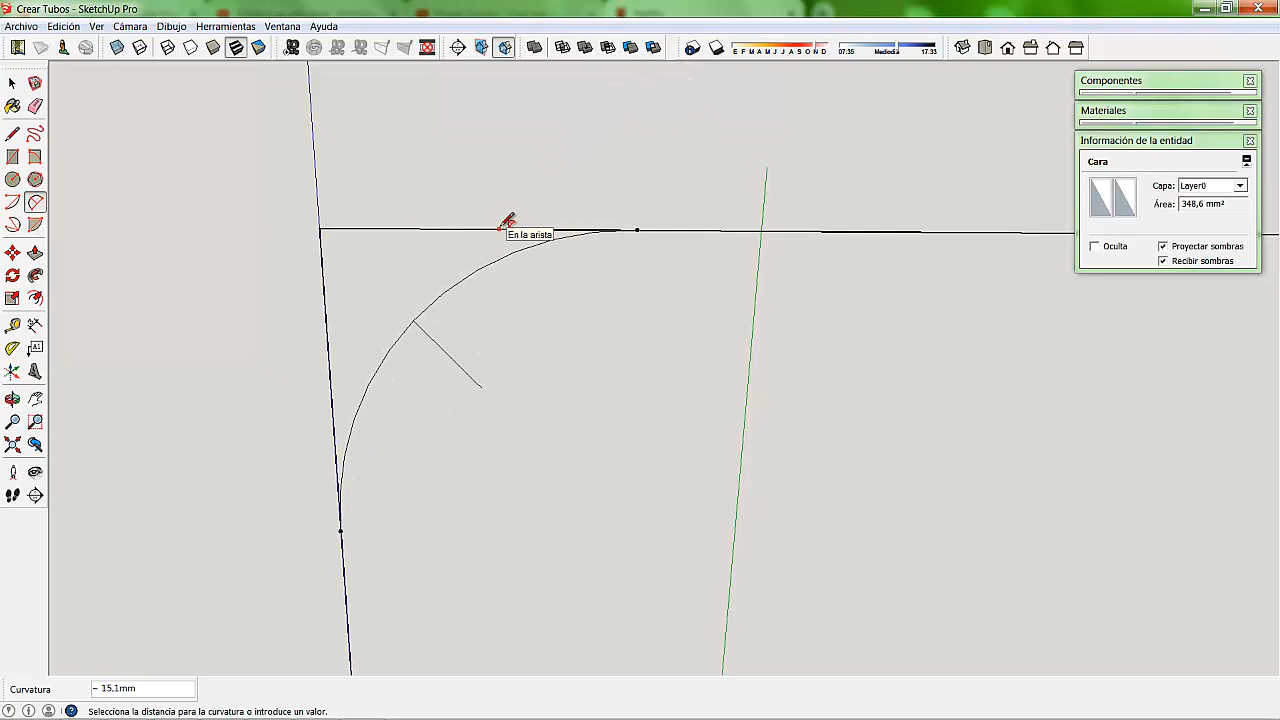 Crear Tubos - SketchUp Pro
Archivo Edición Ver Cámara Dibujo Herramientas Ventana Ayuda
E F M A M J J A S O N D 07:35 Mediodía 17:33
Componentes
Materiales
Información de la entidad
Cara
Capa: Layer0
Área: 348,6 mm²
Oculta Proyectar sombras
Recibir sombras
A1
En la arista
Curvatura ~ 15,1mm
Selecciona la distancia para la curvatura o introduce un valor.